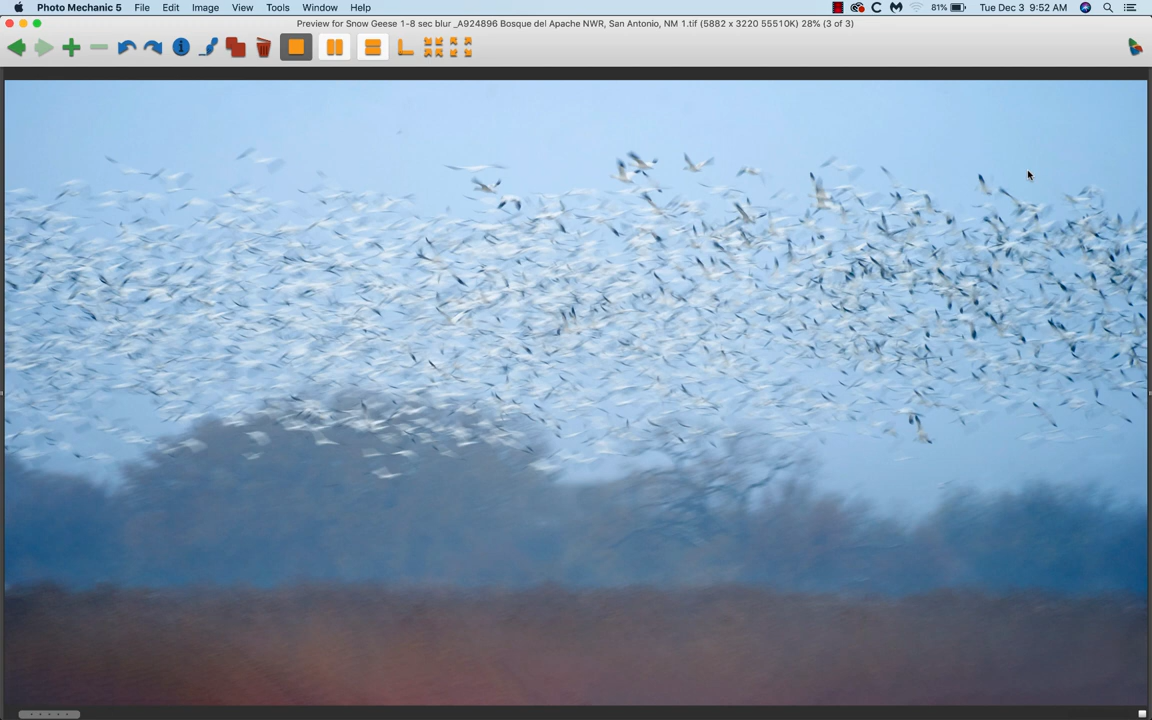 Photo Mechanic 5 File Edit Image View Tools Window Help 81% Tue Dec 3 9:52 AM
Preview for Snow Geese 1-8 sec blur _A924896 Bosque del Apache NWR, San Antonio, NM 1.tif (5882 x 3220 55510K) 28% (3 of 3)